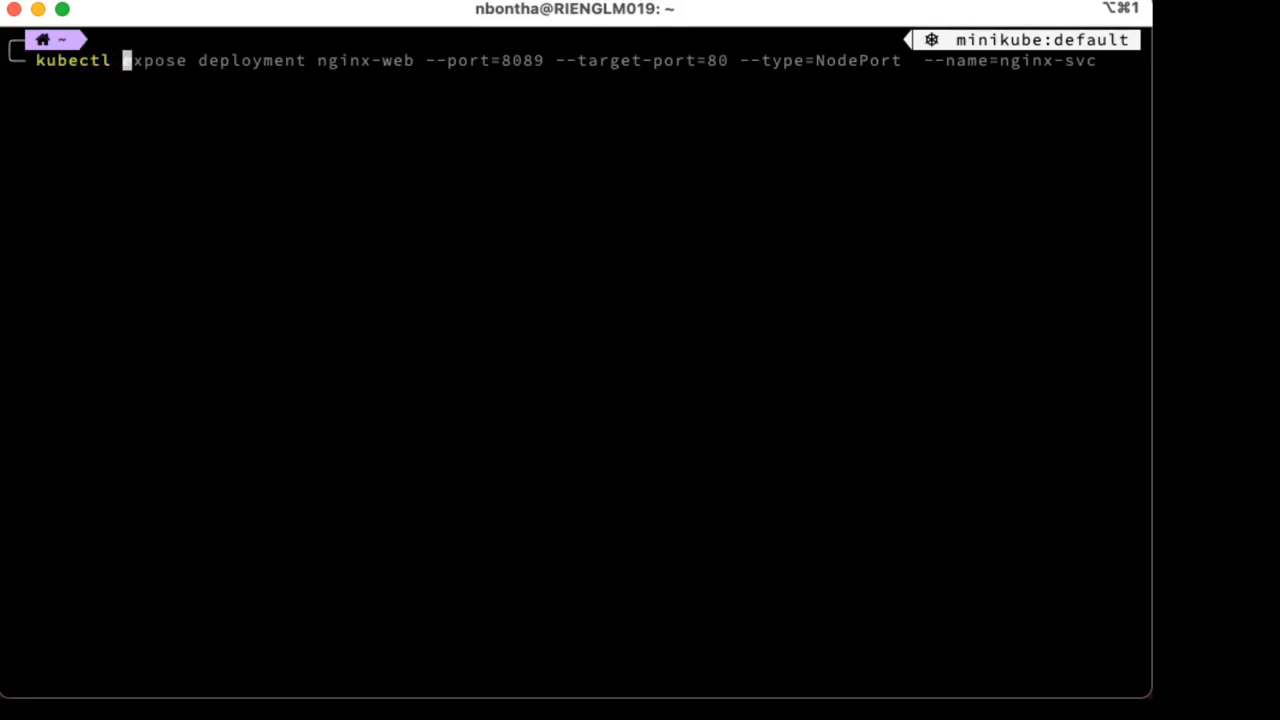 nbontha@RIENGLM019: ~
⌥⌘1
~
minikube:default
kubectl expose deployment nginx-web --port=8089 --target-port=80 --type=NodePort  --name=nginx-svc